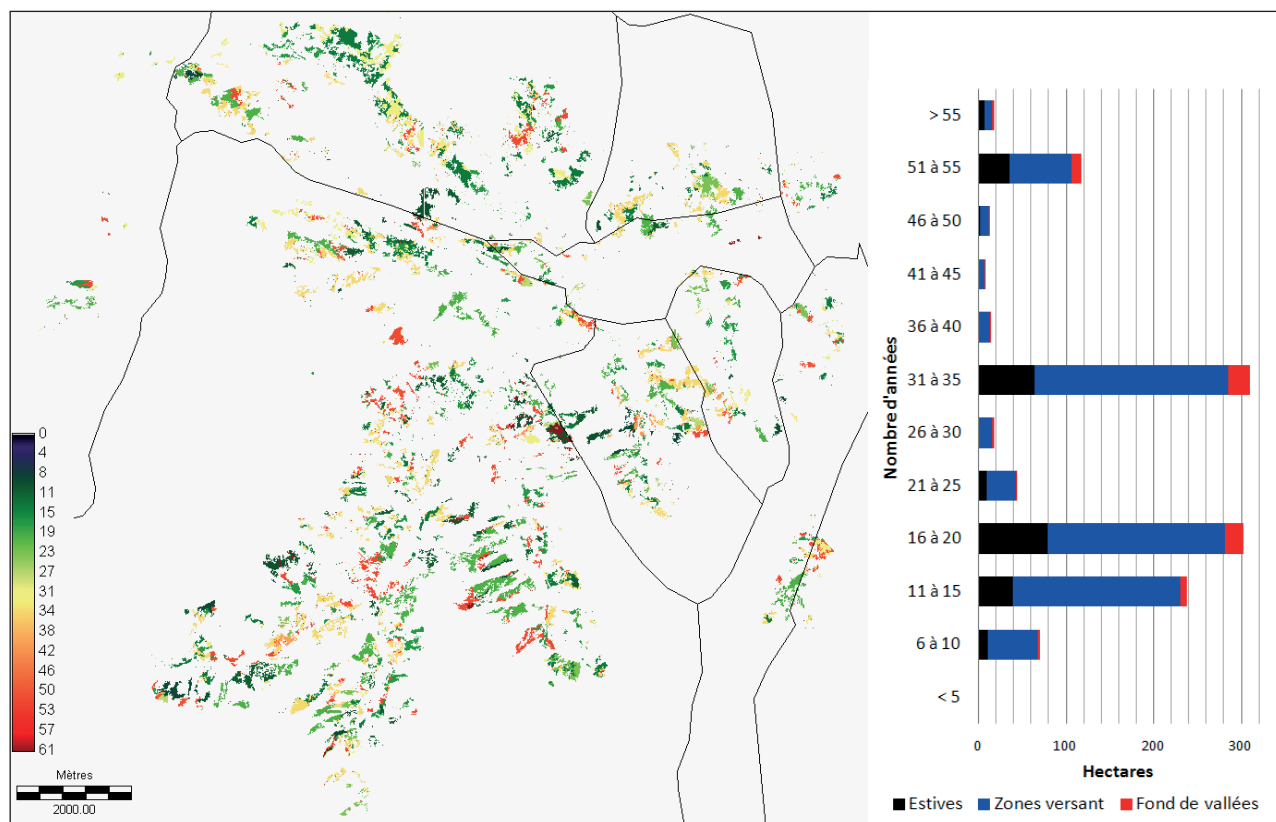 0
4
8
11
15
19
23
27
31
34
38
42
46
50
53
57
61
Mètres
2000.00
Nombre d'années
> 55
51 à 55
46 à 50
41 à 45
36 à 40
31 à 35
26 à 30
21 à 25
16 à 20
11 à 15
6 à 10
< 5
0 100 200 300
Hectares
Estives Zones versant Fond de vallées